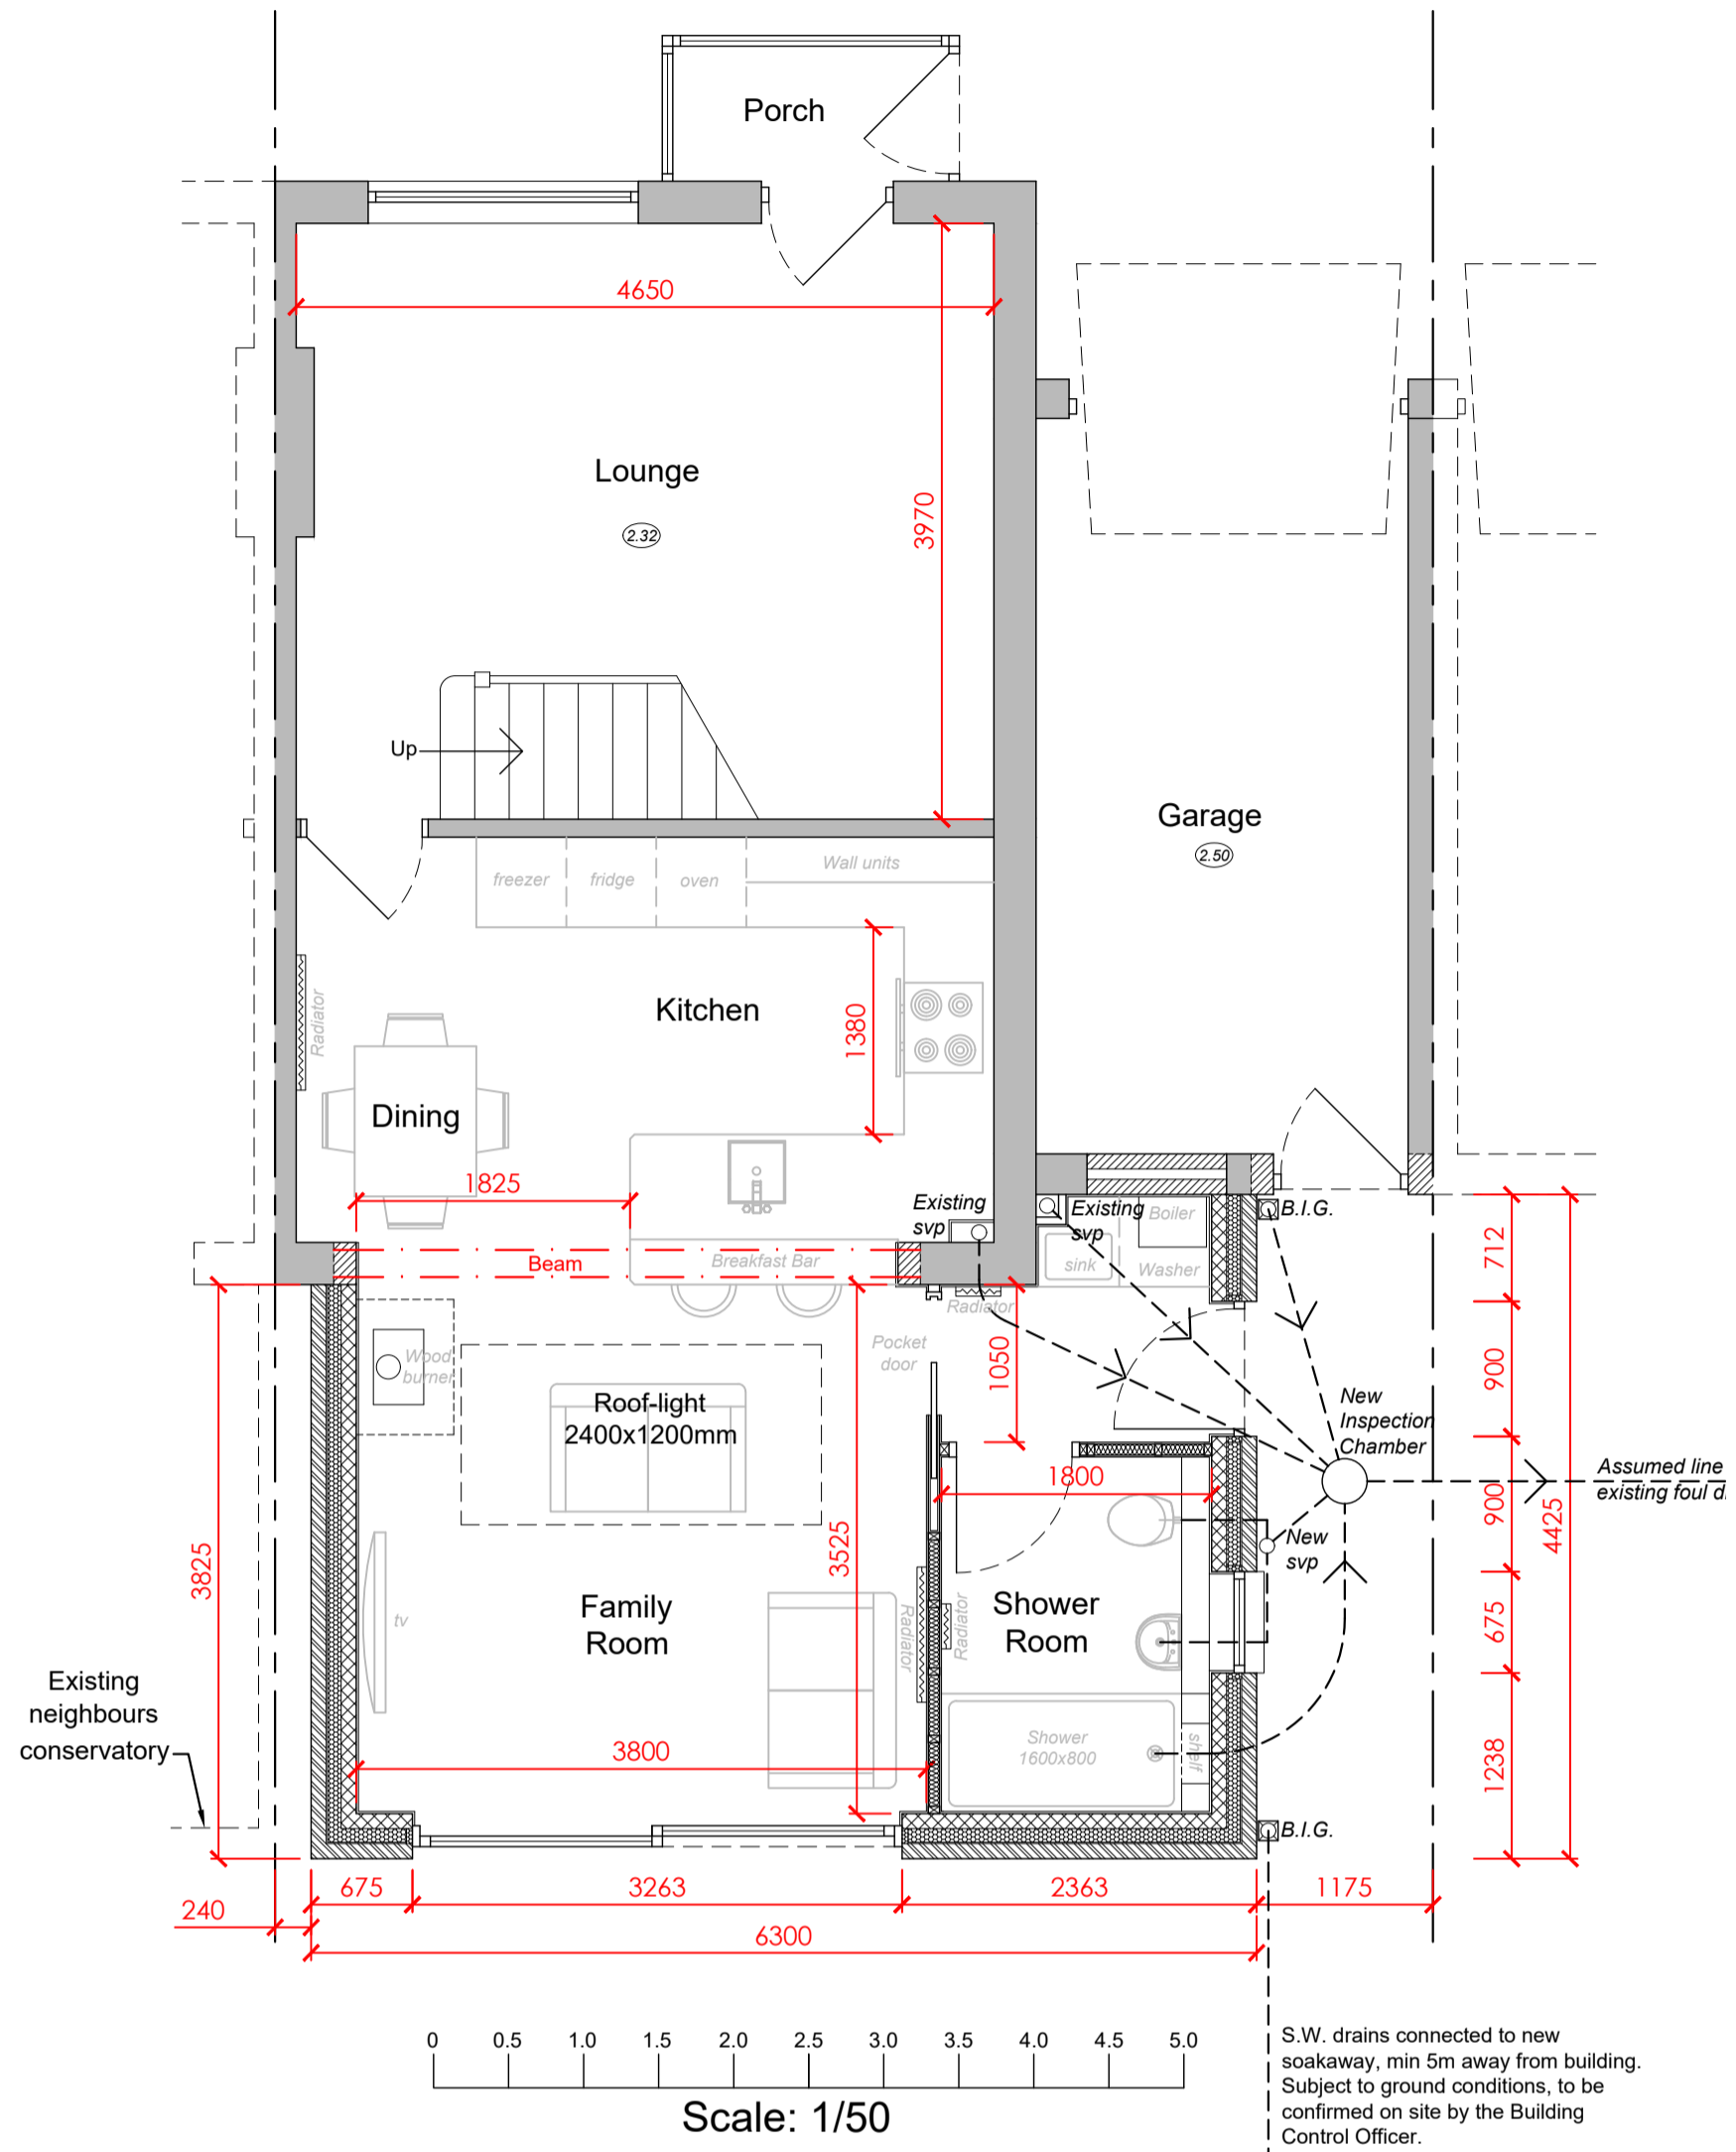 Porch
4650
Lounge
2.32
3970
Up
Garage
2.50
freezer
fridge
oven
Wall units
Kitchen
1380
Radiator
Dining
1825
Existing
svp
Existing
svp
Boiler
sink
Washer
B.I.G.
712
Beam
Breakfast Bar
Radiator
Pocket
door
1050
900
Wood
burner
Roof-light
2400x1200mm
New
Inspection
Chamber
Assumed line
existing foul
1800
900
4425
3825
3525
New
svp
tv
Family
Room
Radiator
Radiator
Shower
Room
675
Existing
neighbours
conservatory
3800
Shower
1600x800
shelf
1238
B.I.G.
675
3263
2363
1175
240
6300
0 0.5 1.0 1.5 2.0 2.5 3.0 3.5 4.0 4.5 5.0
Scale: 1/50
S.W. drains connected to new
soakaway, min 5m away from building.
Subject to ground conditions, to be
confirmed on site by the Building
Control Officer.